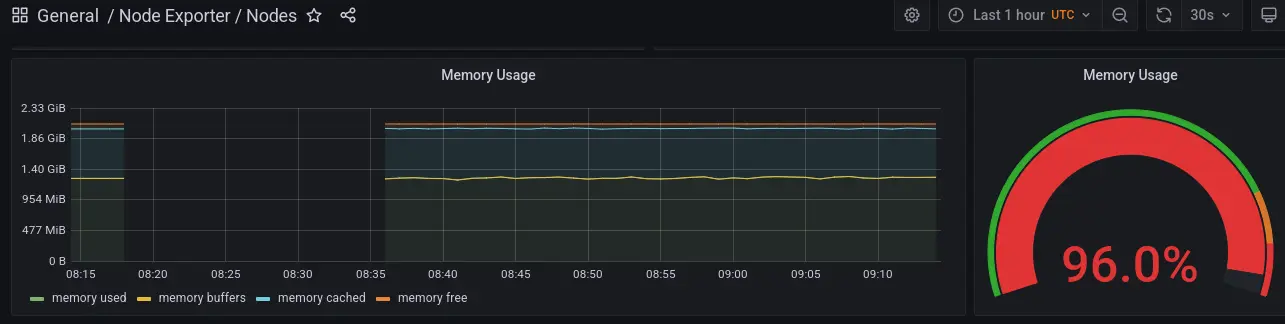 General / Node Exporter / Nodes
Last 1 hour UTC
30s
Memory Usage
2.33 GiB
1.86 GiB
1.40 GiB
954 MiB
477 MiB
0 B
08:15 08:20 08:25 08:30 08:35 08:40 08:45 08:50 08:55 09:00 09:05 09:10
memory used memory buffers memory cached memory free
Memory Usage
96.0%